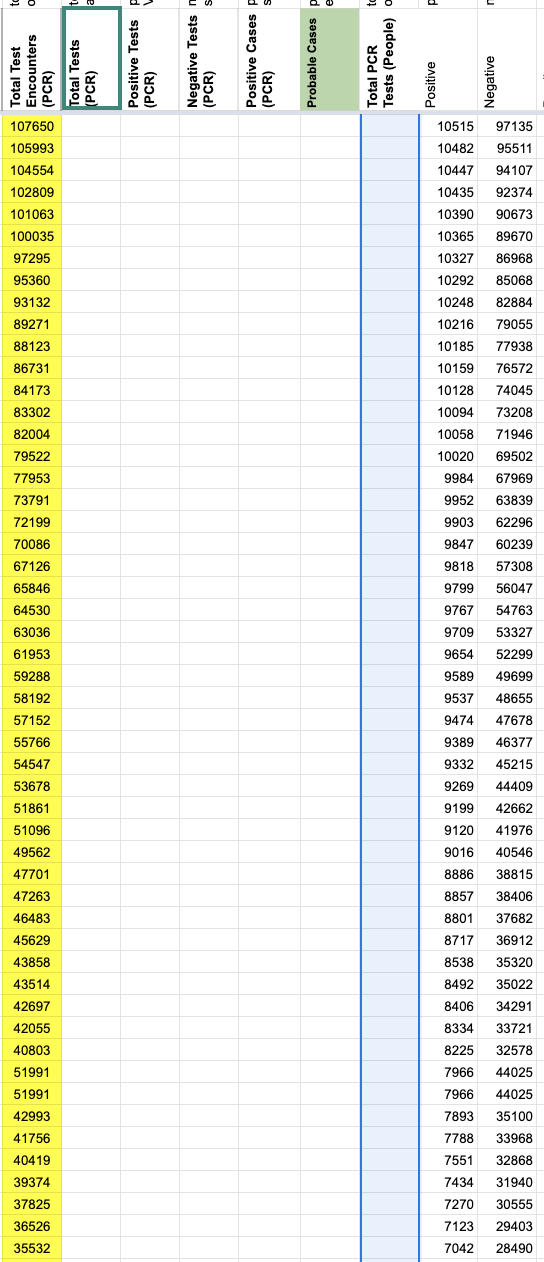 Total Test Encounters (PCR) Total Tests (PCR) Positive Tests (PCR) Negative Tests (PCR) Positive Cases (PCR) Probable Cases Total PCR Tests (People) Positive Negative
107650 10515 97135
105993 10482 95511
104554 10447 94107
102809 10435 92374
101063 10390 90673
100035 10365 89670
97295 10327 86968
95360 10292 85068
93132 10248 82884
89271 10216 79055
88123 10185 77938
86731 10159 76572
84173 10128 74045
83302 10094 73208
82004 10058 71946
79522 10020 69502
77953 9984 67969
73791 9952 63839
72199 9903 62296
70086 9847 60239
67126 9818 57308
65846 9799 56047
64530 9767 54763
63036 9709 53327
61953 9654 52299
59288 9589 49699
58192 9537 48655
57152 9474 47678
55766 9389 46377
54547 9332 45215
53678 9269 44409
51861 9199 42662
51096 9120 41976
49562 9016 40546
47701 8886 38815
47263 8857 38406
46483 8801 37682
45629 8717 36912
43858 8538 35320
43514 8492 35022
42697 8406 34291
42055 8334 33721
40803 8225 32578
51991 7966 44025
51991 7966 44025
42993 7893 35100
41756 7788 33968
40419 7551 32868
39374 7434 31940
37825 7270 30555
36526 7123 29403
35532 7042 28490